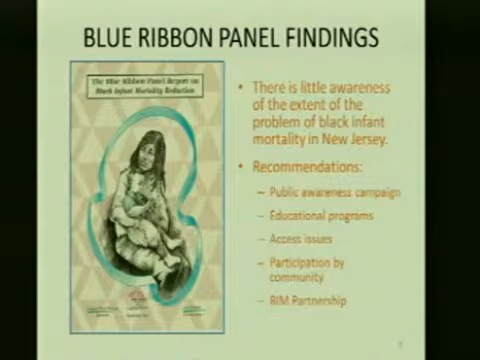 BLUE RIBBON PANEL FINDINGS
The Blue Ribbon Panel Report on
Black Infant Mortality Reduction
• There is little awareness
of the extent of the
problem of black infant
mortality in New Jersey.
• Recommendations:
– Public awareness campaign
– Educational programs
– Access issues
– Participation by
community
– BIM Partnership